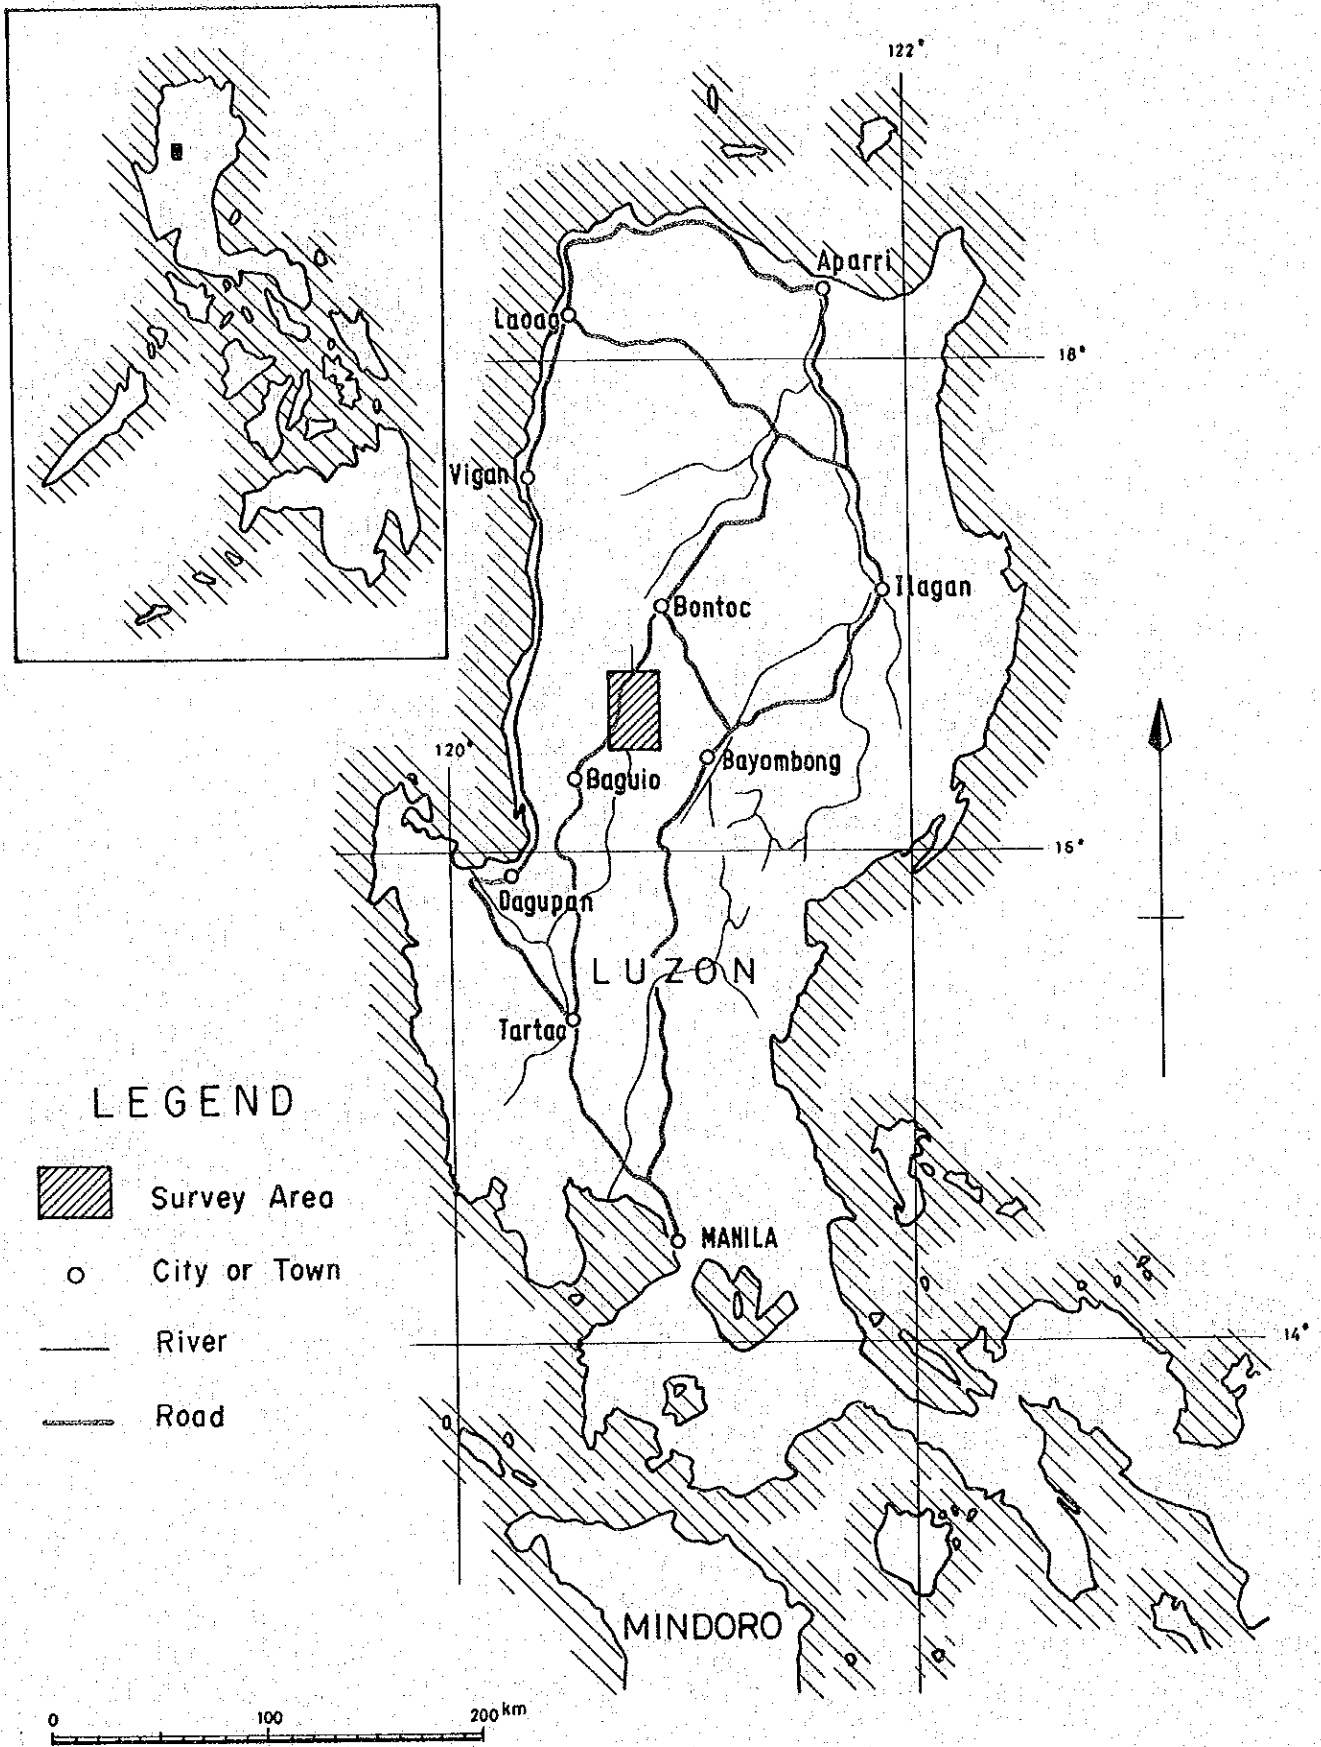 122°
Aparri
Laoag
18°
Vigan
Ilagan
Bontoc
120°
Bayombong
Baguio
16°
Dagupan
LUZON
Tartaa
LEGEND
Survey Area
MANILA
City or Town
River
14°
Road
MINDORO
0 100 200 km